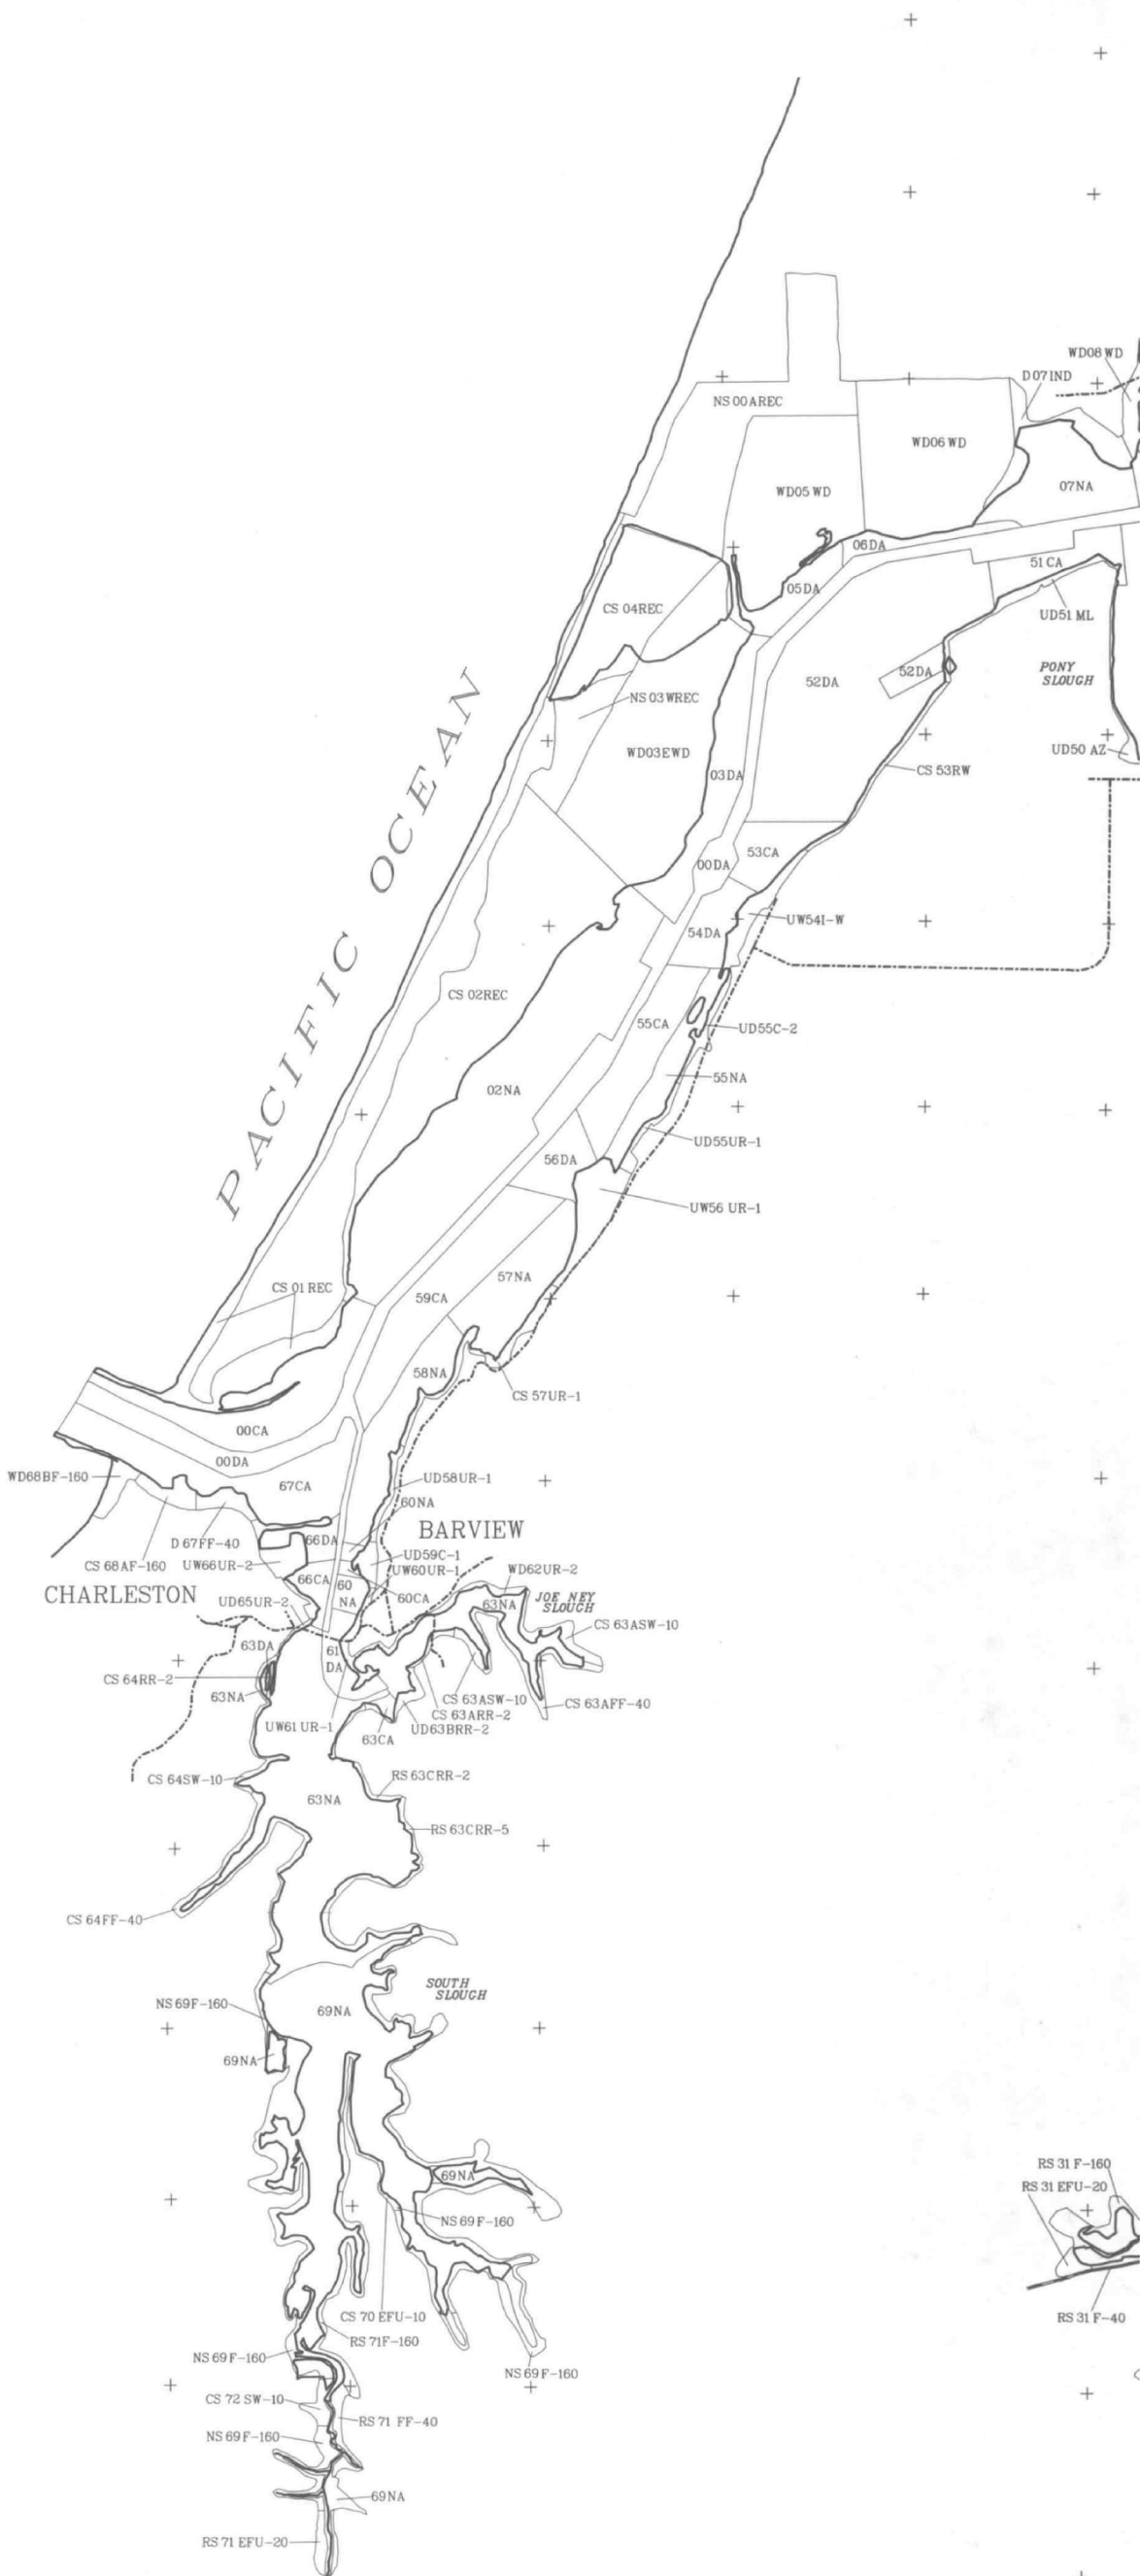 WD08 WD
D 07IND
NS 00AREC
WD06 WD
WD05 WD
07NA
06DA
51 CA
05DA
CS 04REC
UD51 ML
PONY
SLOUGH
52DA
52DA
NS 03 WREC
WD03EWD
UD50 AZ
03DA
CS 53RW
PACIFIC OCEAN
53CA
00DA
UW54I-W
54DA
CS 02REC
55CA
UD55C-2
55NA
02NA
UD55UR-1
56DA
UW56 UR-1
57NA
CS 01 REC
59CA
58NA
CS 57UR-1
00CA
00DA
WD68BF-160
67CA
UD58UR-1
60NA
BARVIEW
D 67FF-40
66DA
UD59C-1
CS 68AF-160
UW66UR-2
UW60UR-1
WD62UR-2
66CA
60
NA
60CA
63NA
JOE NEY
SLOUGH
CHARLESTON
UD65UR-2
CS 63ASW-10
63DA
61
DA
CS 64RR-2
63NA
CS 63ASW-10
CS 63AFF-40
CS 63ARR-2
UW61 UR-1
UD63BRR-2
63CA
CS 64SW-10
RS 63CRR-2
63NA
RS 63CRR-5
CS 64FF-40
SOUTH
SLOUGH
NS 69F-160
69NA
69NA
RS 31 F-160
69NA
RS 31 EFU-20
NS 69 F-160
CS 70 EFU-10
RS 31 F-40
RS 71F-160
NS 69 F-160
NS 69 F-160
CS 72 SW-10
RS 71 FF-40
NS 69 F-160
69NA
RS 71 EFU-20